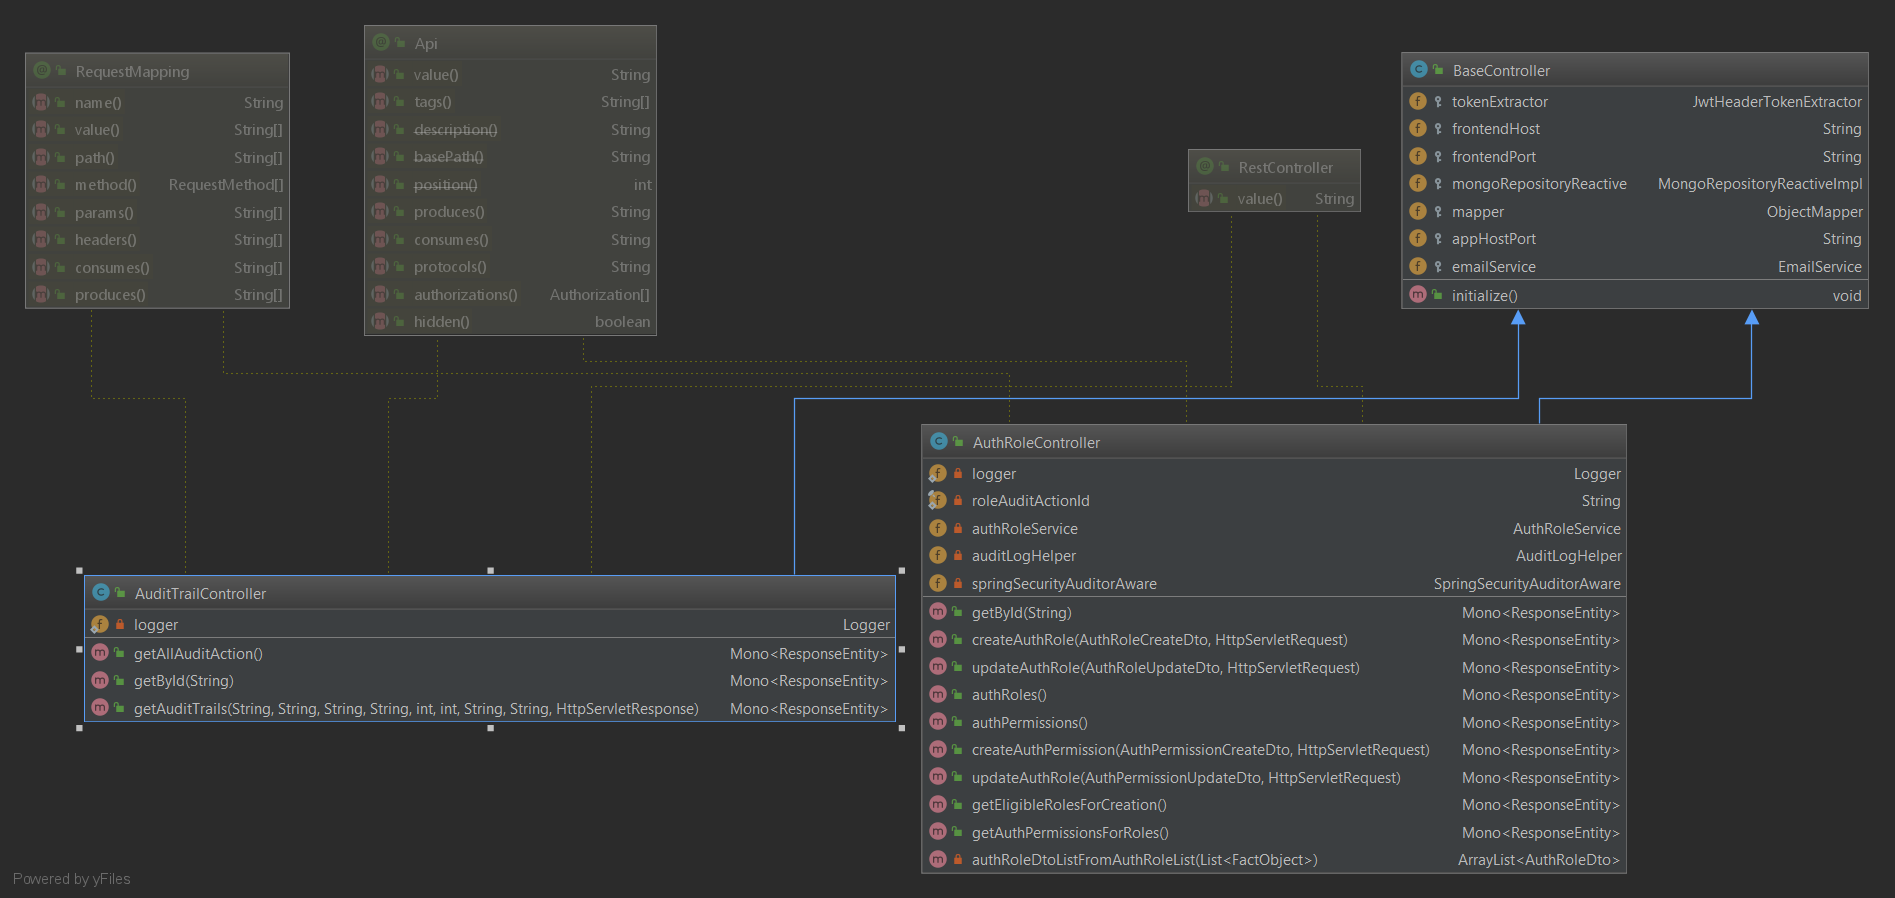 RequestMapping
name() String
value() String[]
path() String[]
method() RequestMethod[]
params() String[]
headers() String[]
consumes() String[]
produces() String[]
Api
value() String
tags() String[]
description() String
basePath() String
position() int
produces() String
consumes() String
protocols() String
authorizations() Authorization[]
hidden() boolean
RestController
value() String
BaseController
tokenExtractor JwtHeaderTokenExtractor
frontendHost String
frontendPort String
mongoRepositoryReactive MongoRepositoryReactiveImpl
mapper ObjectMapper
appHostPort String
emailService EmailService
initialize() void
AuditTrailController
logger Logger
getAllAuditAction() Mono<ResponseEntity>
getById(String) Mono<ResponseEntity>
getAuditTrails(String, String, String, String, int, int, String, String, HttpServletResponse) Mono<ResponseEntity>
AuthRoleController
logger Logger
roleAuditActionId String
authRoleService AuthRoleService
auditLogHelper AuditLogHelper
springSecurityAuditorAware SpringSecurityAuditorAware
getById(String) Mono<ResponseEntity>
createAuthRole(AuthRoleCreateDto, HttpServletRequest) Mono<ResponseEntity>
updateAuthRole(AuthRoleUpdateDto, HttpServletRequest) Mono<ResponseEntity>
authRoles() Mono<ResponseEntity>
authPermissions() Mono<ResponseEntity>
createAuthPermission(AuthPermissionCreateDto, HttpServletRequest) Mono<ResponseEntity>
updateAuthRole(AuthPermissionUpdateDto, HttpServletRequest) Mono<ResponseEntity>
getEligibleRolesForCreation() Mono<ResponseEntity>
getAuthPermissionsForRoles() Mono<ResponseEntity>
authRoleDtoListFromAuthRoleList(List<FactObject>) ArrayList<AuthRoleDto>
Powered by yFiles